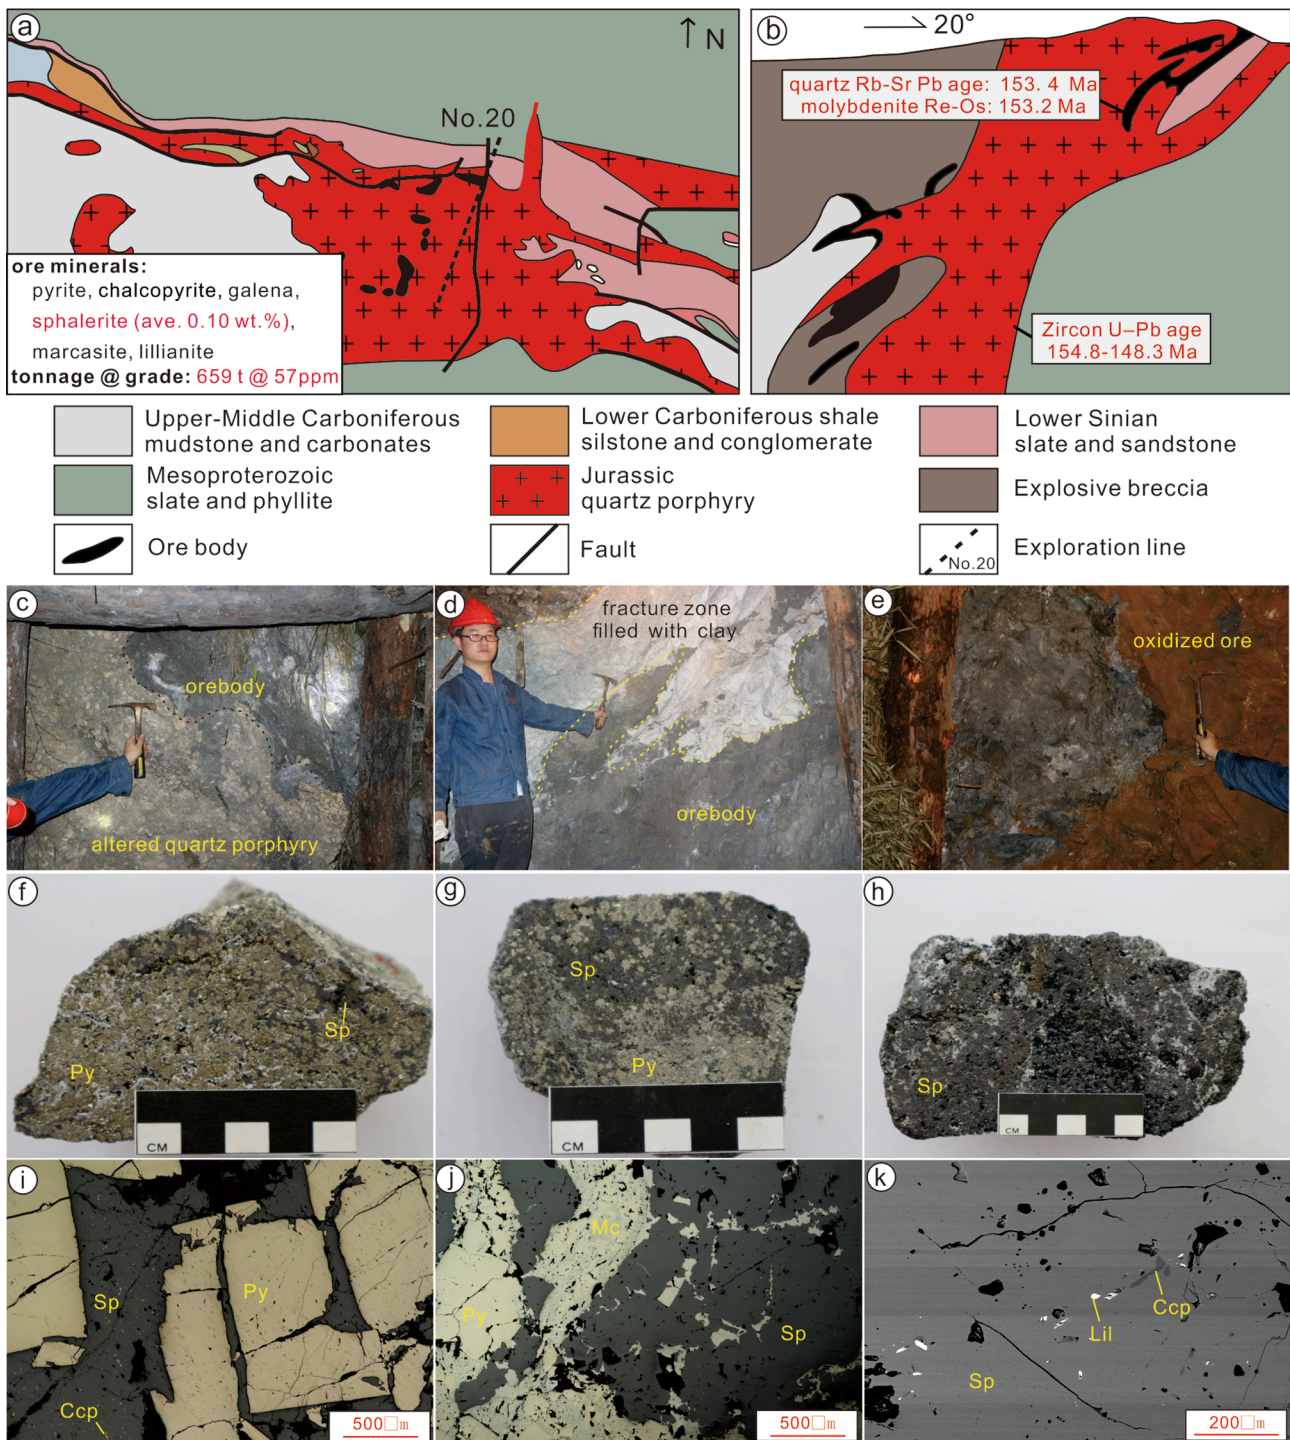 a
N
No.20
ore minerals:
pyrite, chalcopyrite, galena,
sphalerite (ave. 0.10 wt.%),
marcasite, lillianite
tonnage @ grade: 659 t @ 57ppm
b
20°
quartz Rb-Sr Pb age: 153. 4 Ma
molybdenite Re-Os: 153.2 Ma
Zircon U–Pb age
154.8-148.3 Ma
Upper-Middle Carboniferous
mudstone and carbonates
Lower Carboniferous shale
silstone and conglomerate
Lower Sinian
slate and sandstone
Mesoproterozoic
slate and phyllite
Jurassic
quartz porphyry
Explosive breccia
Ore body
Fault
No.20
Exploration line
c
orebody
altered quartz porphyry
d
fracture zone
filled with clay
orebody
e
oxidized ore
f
Sp
Py
CM
g
Sp
Py
CM
h
Sp
CM
i
Sp
Py
Ccp
500□m
j
Mc
Py
Sp
500□m
k
Ccp
Lil
Sp
200□m